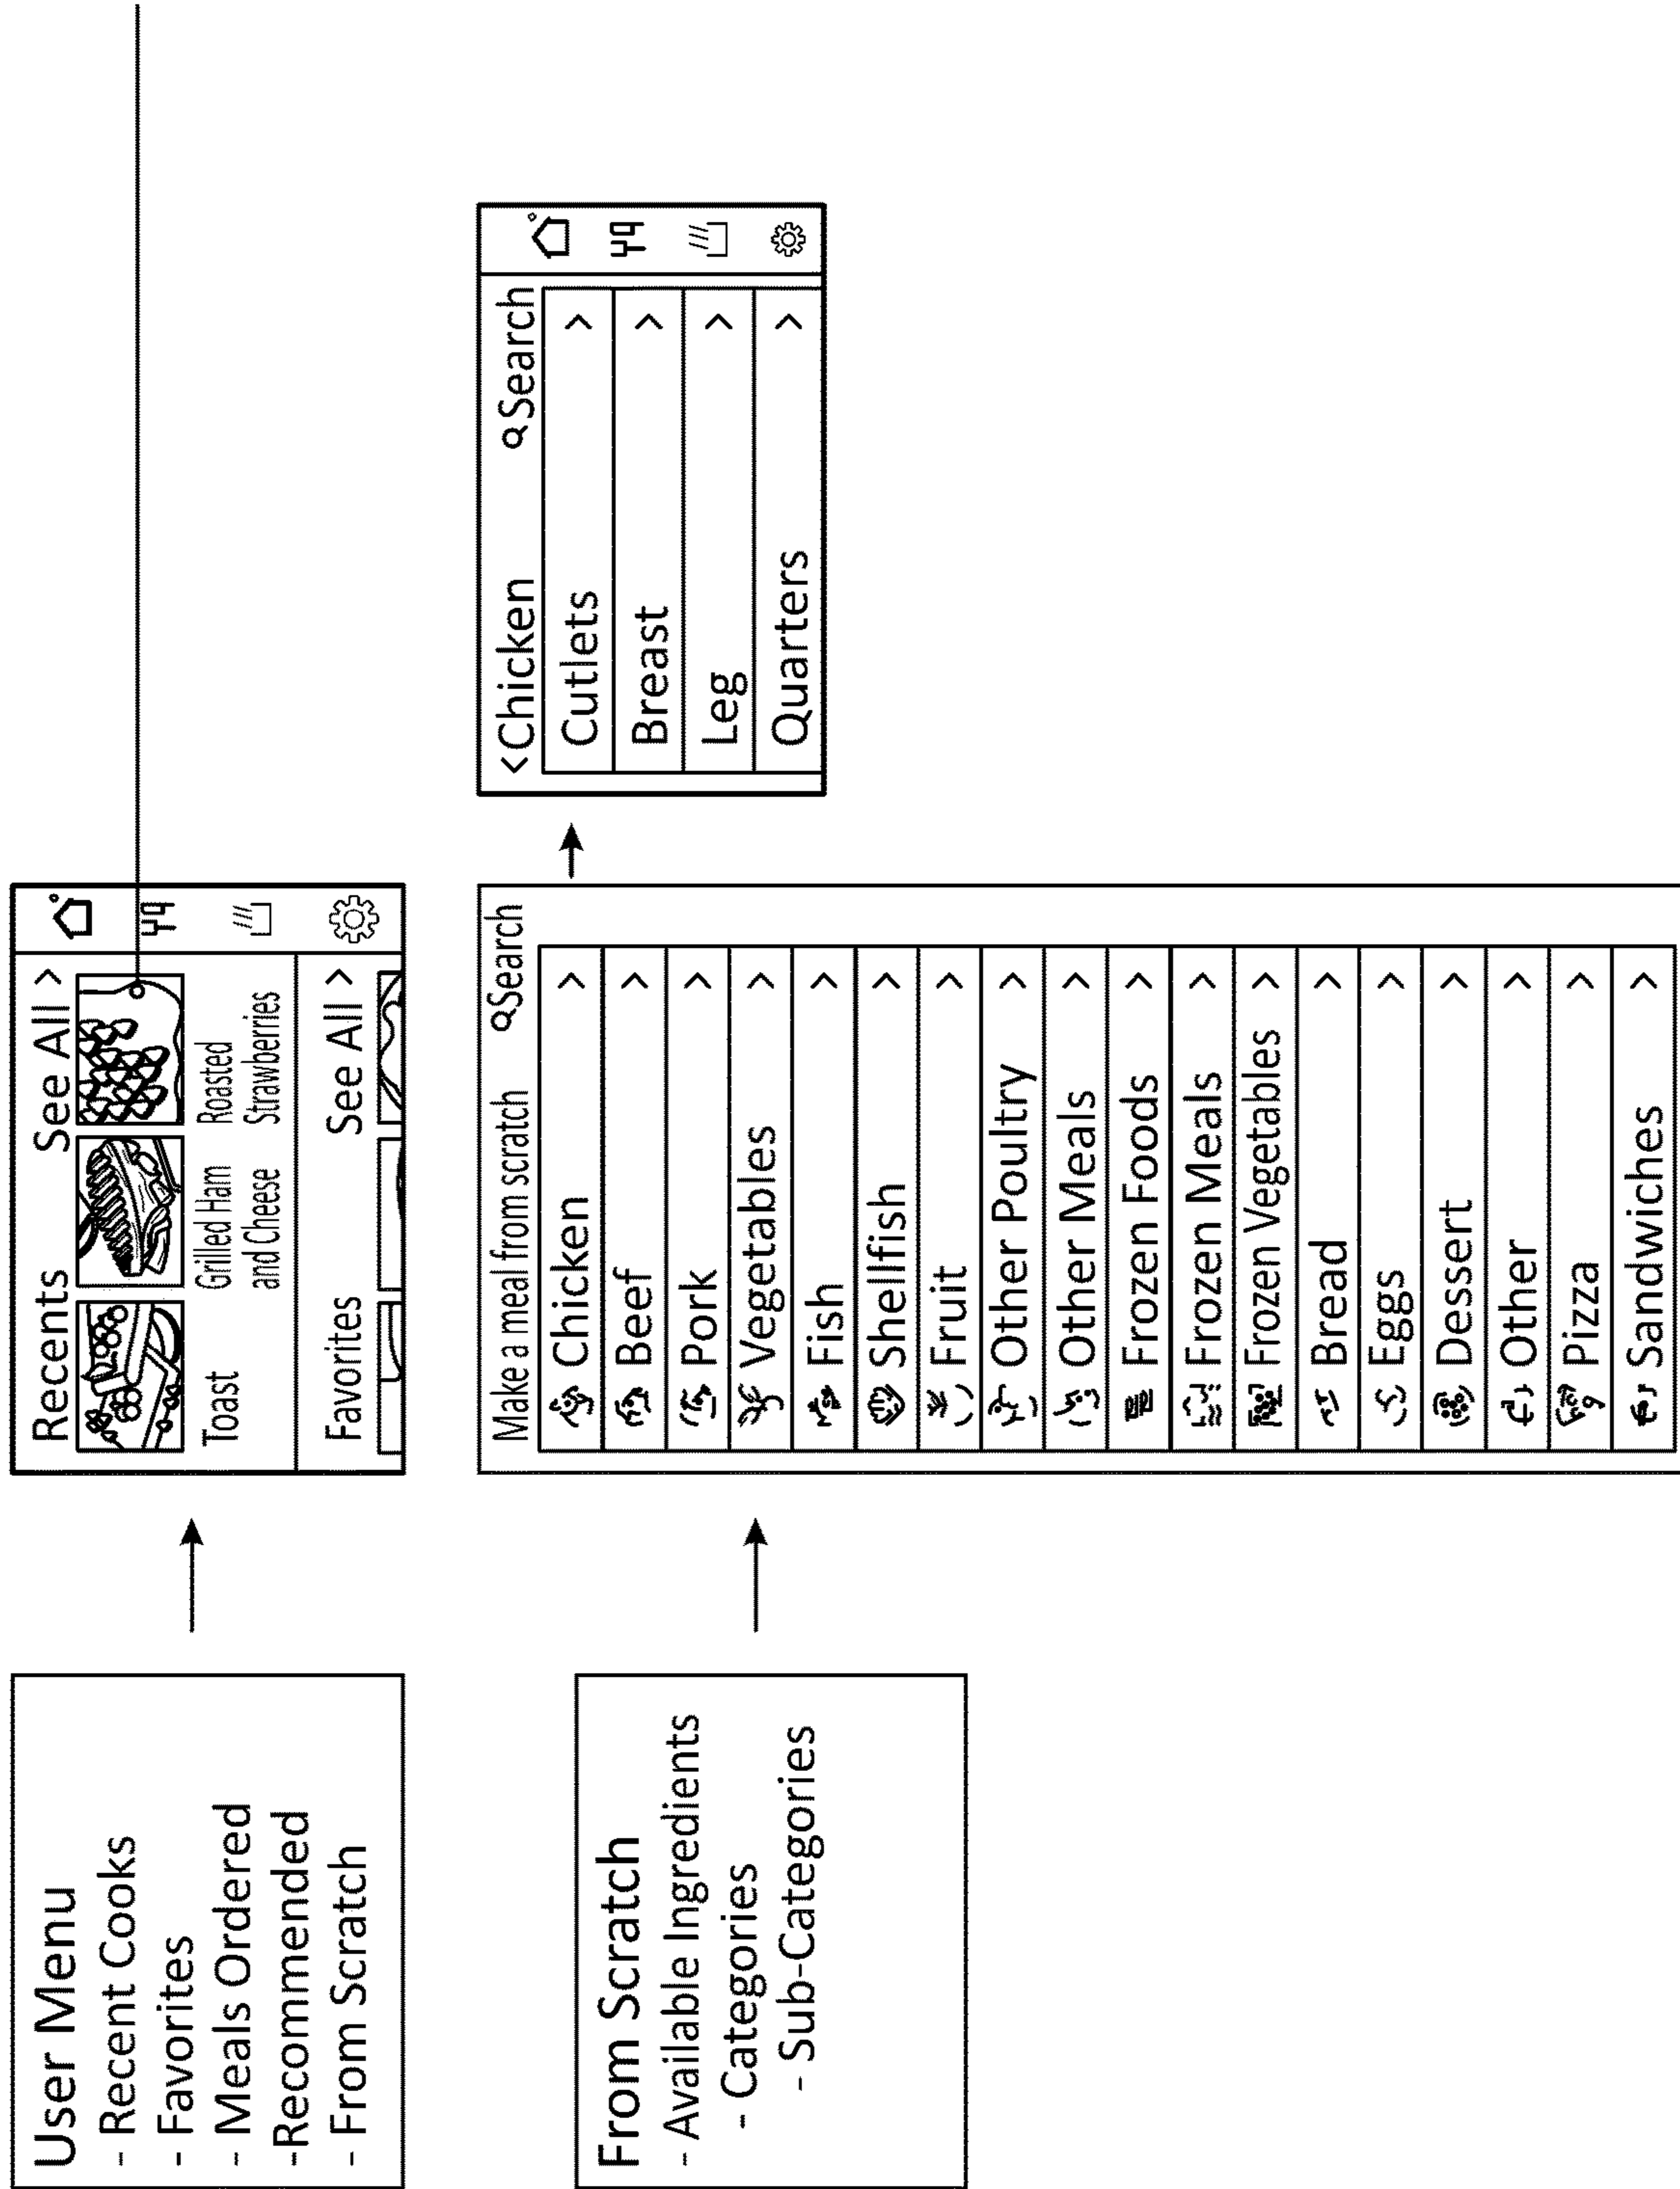 User Menu
- Recent Cooks
- Favorites
- Meals Ordered
-Recommended
- From Scratch
Recents See All >
Toast
Grilled Ham
and Cheese
Roasted
Strawberries
Favorites See All >
From Scratch
- Available Ingredients
- Categories
- Sub-Categories
Make a meal from scratch Search
Chicken >
Beef >
Pork >
Vegetables >
Fish >
Shellfish >
Fruit >
Other Poultry >
Other Meals >
Frozen Foods >
Frozen Meals >
Frozen Vegetables >
Bread >
Eggs >
Dessert >
Other >
Pizza >
Sandwiches >
<Chicken Search
Cutlets >
Breast >
Leg >
Quarters >